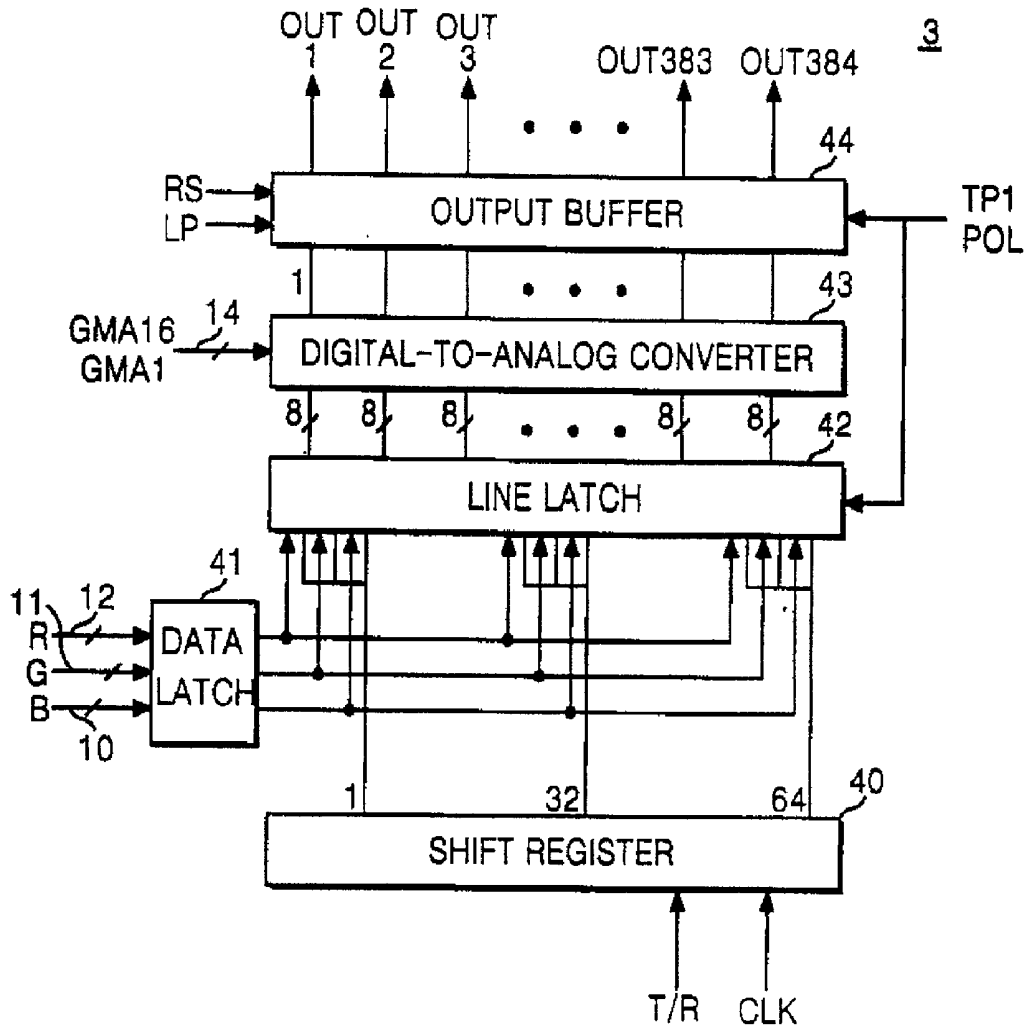 3
OUT 1
OUT 2
OUT 3
OUT383
OUT384
44
RS
LP
OUTPUT BUFFER
TP1
POL
1
43
GMA16
GMA1
14
DIGITAL-TO-ANALOG CONVERTER
8
8
8
8
8
42
LINE LATCH
41
11
12
R
G
B
10
DATA
LATCH
1
32
64
40
SHIFT REGISTER
T/R
CLK